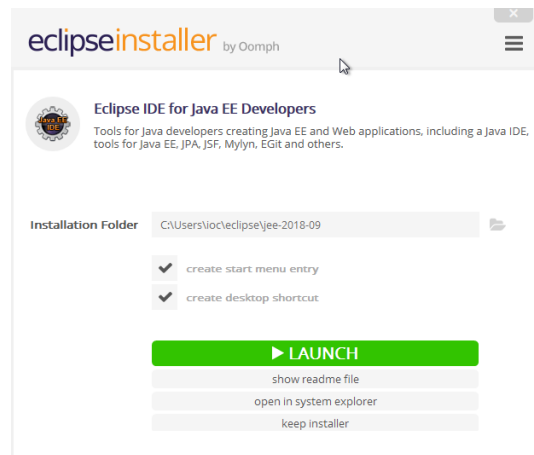 eclipseinstaller by Oomph
Eclipse IDE for Java EE Developers
Java EE
IDE
Tools for Java developers creating Java EE and Web applications, including a Java IDE,
tools for Java EE, JPA, JSF, Mylyn, EGit and others.
Installation Folder C:\Users\ioc\eclipse\jee-2018-09
create start menu entry
create desktop shortcut
LAUNCH
show readme file
open in system explorer
keep installer